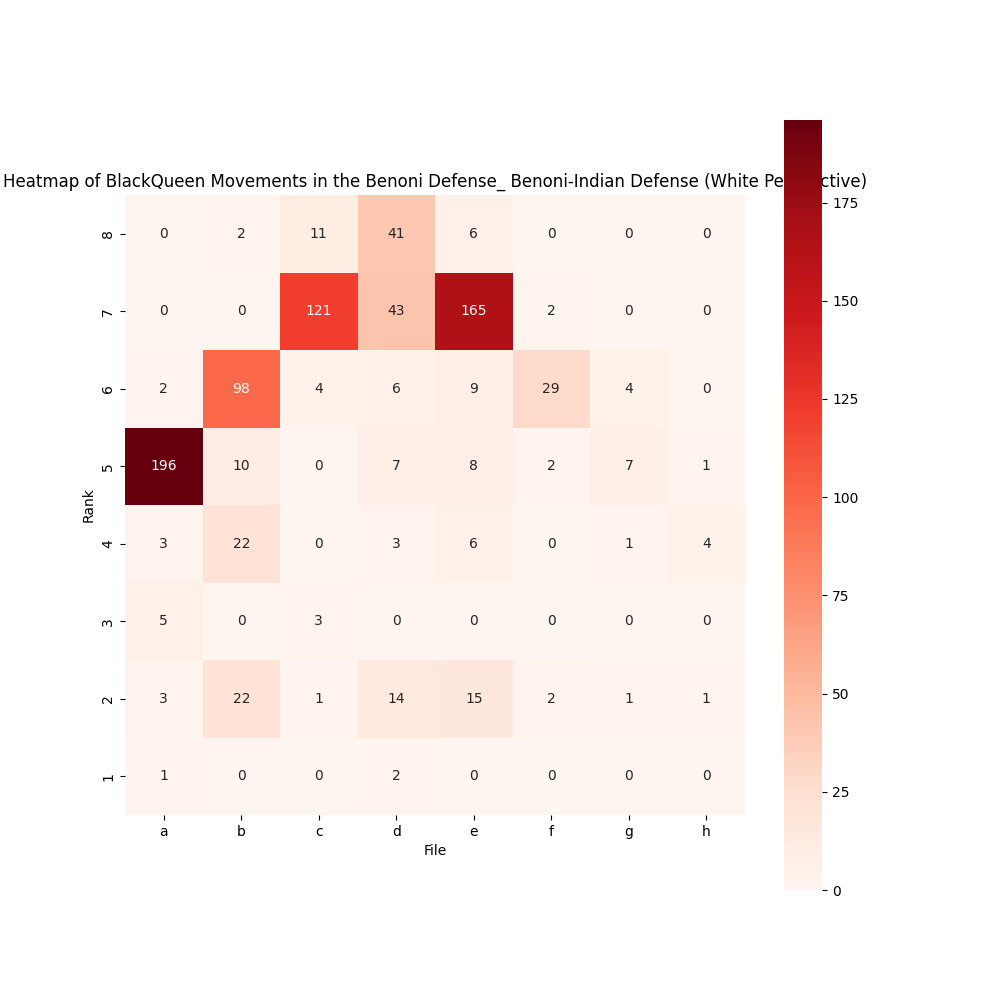 Heatmap of BlackQueen Movements in the Benoni Defense_ Benoni-Indian Defense (White Pe ctive)
8 0 2 11 41 6 0 0 0
7 0 0 121 43 165 2 0 0
6 2 98 4 6 9 29 4 0
5 196 10 0 7 8 2 7 1
4 3 22 0 3 6 0 1 4
3 5 0 3 0 0 0 0 0
2 3 22 1 14 15 2 1 1
1 1 0 0 2 0 0 0 0
a b c d e f g h
File
Rank
175
150
125
100
75
50
25
0